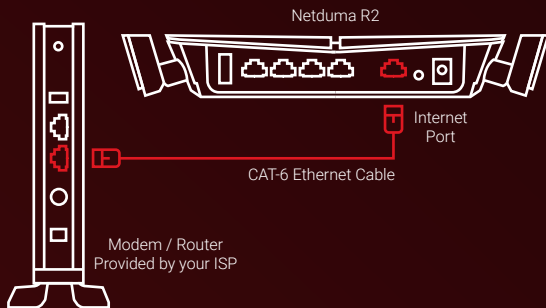 Netduma R2
Internet
Port
CAT-6 Ethernet Cable
Modem / Router
Provided by your ISP